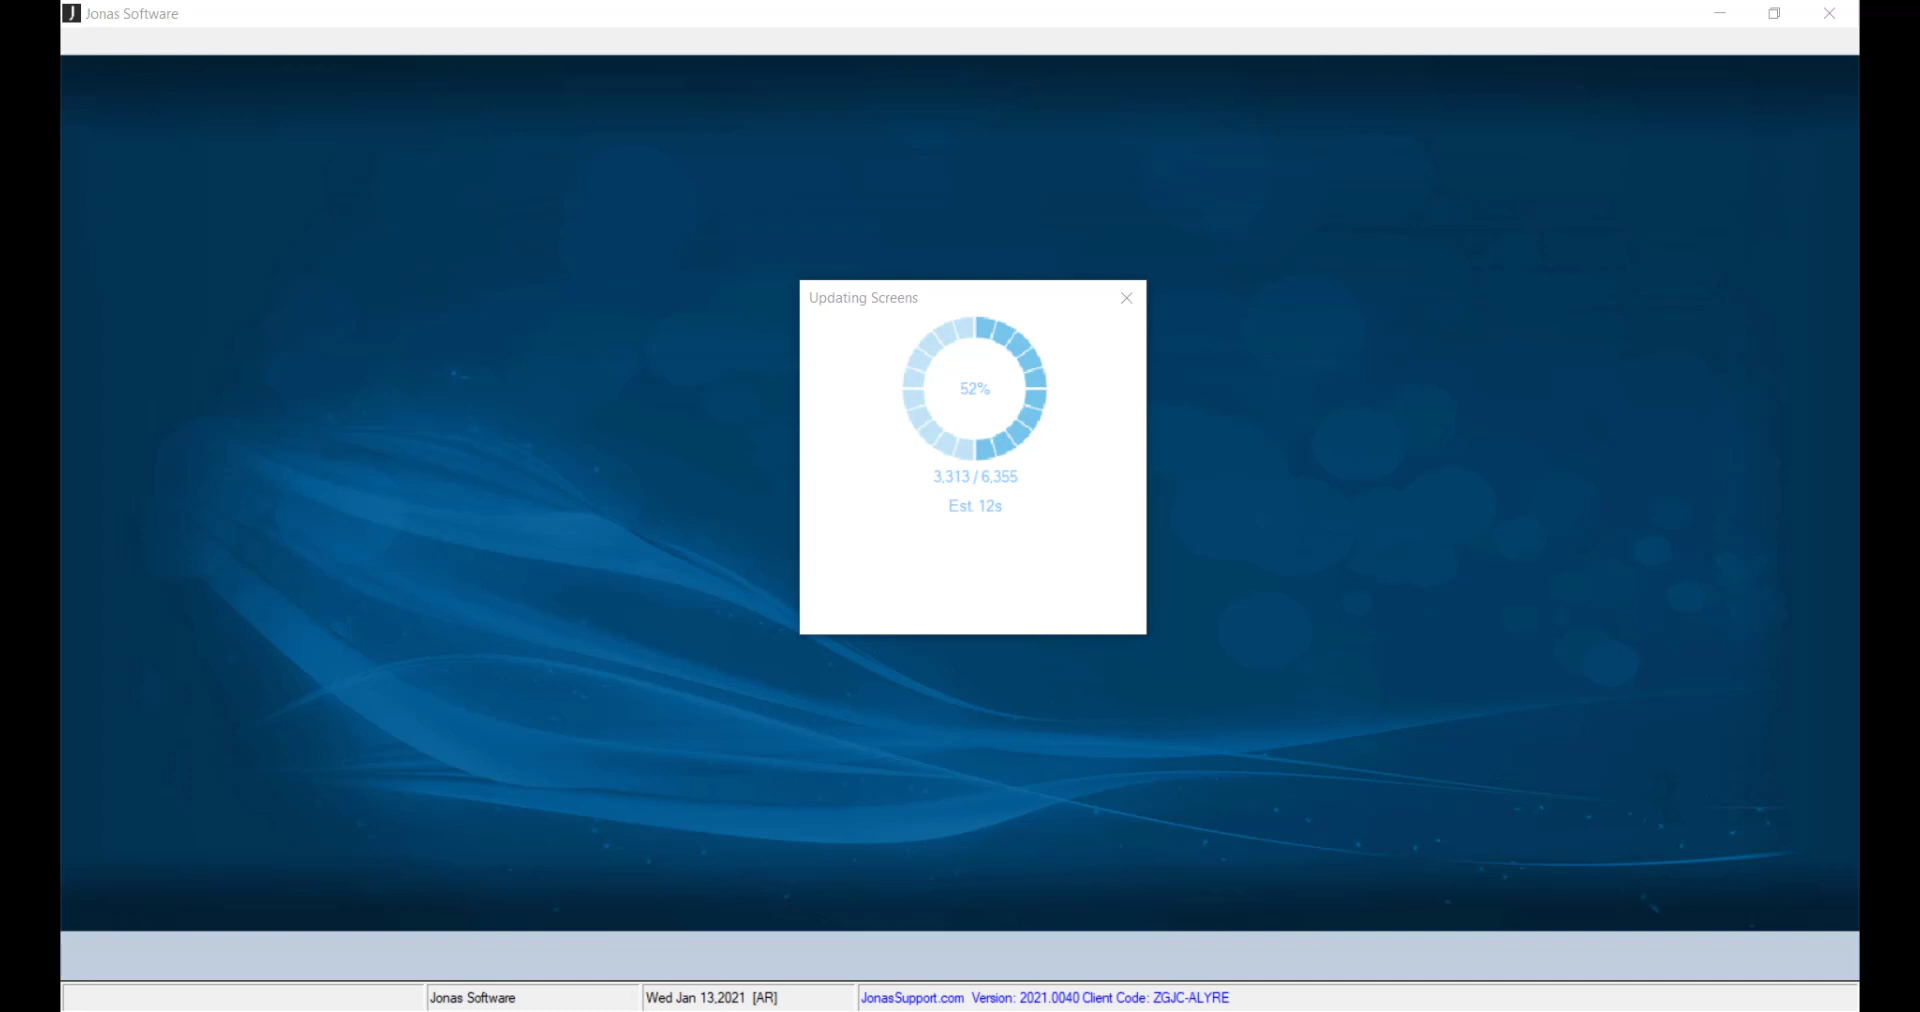 J Jonas Software
Updating Screens
52%
3,313 / 6,355
Est. 12s
Jonas Software
Wed Jan 13,2021 [AR]
JonasSupport.com Version: 2021.0040 Client Code: ZGJC-ALYRE